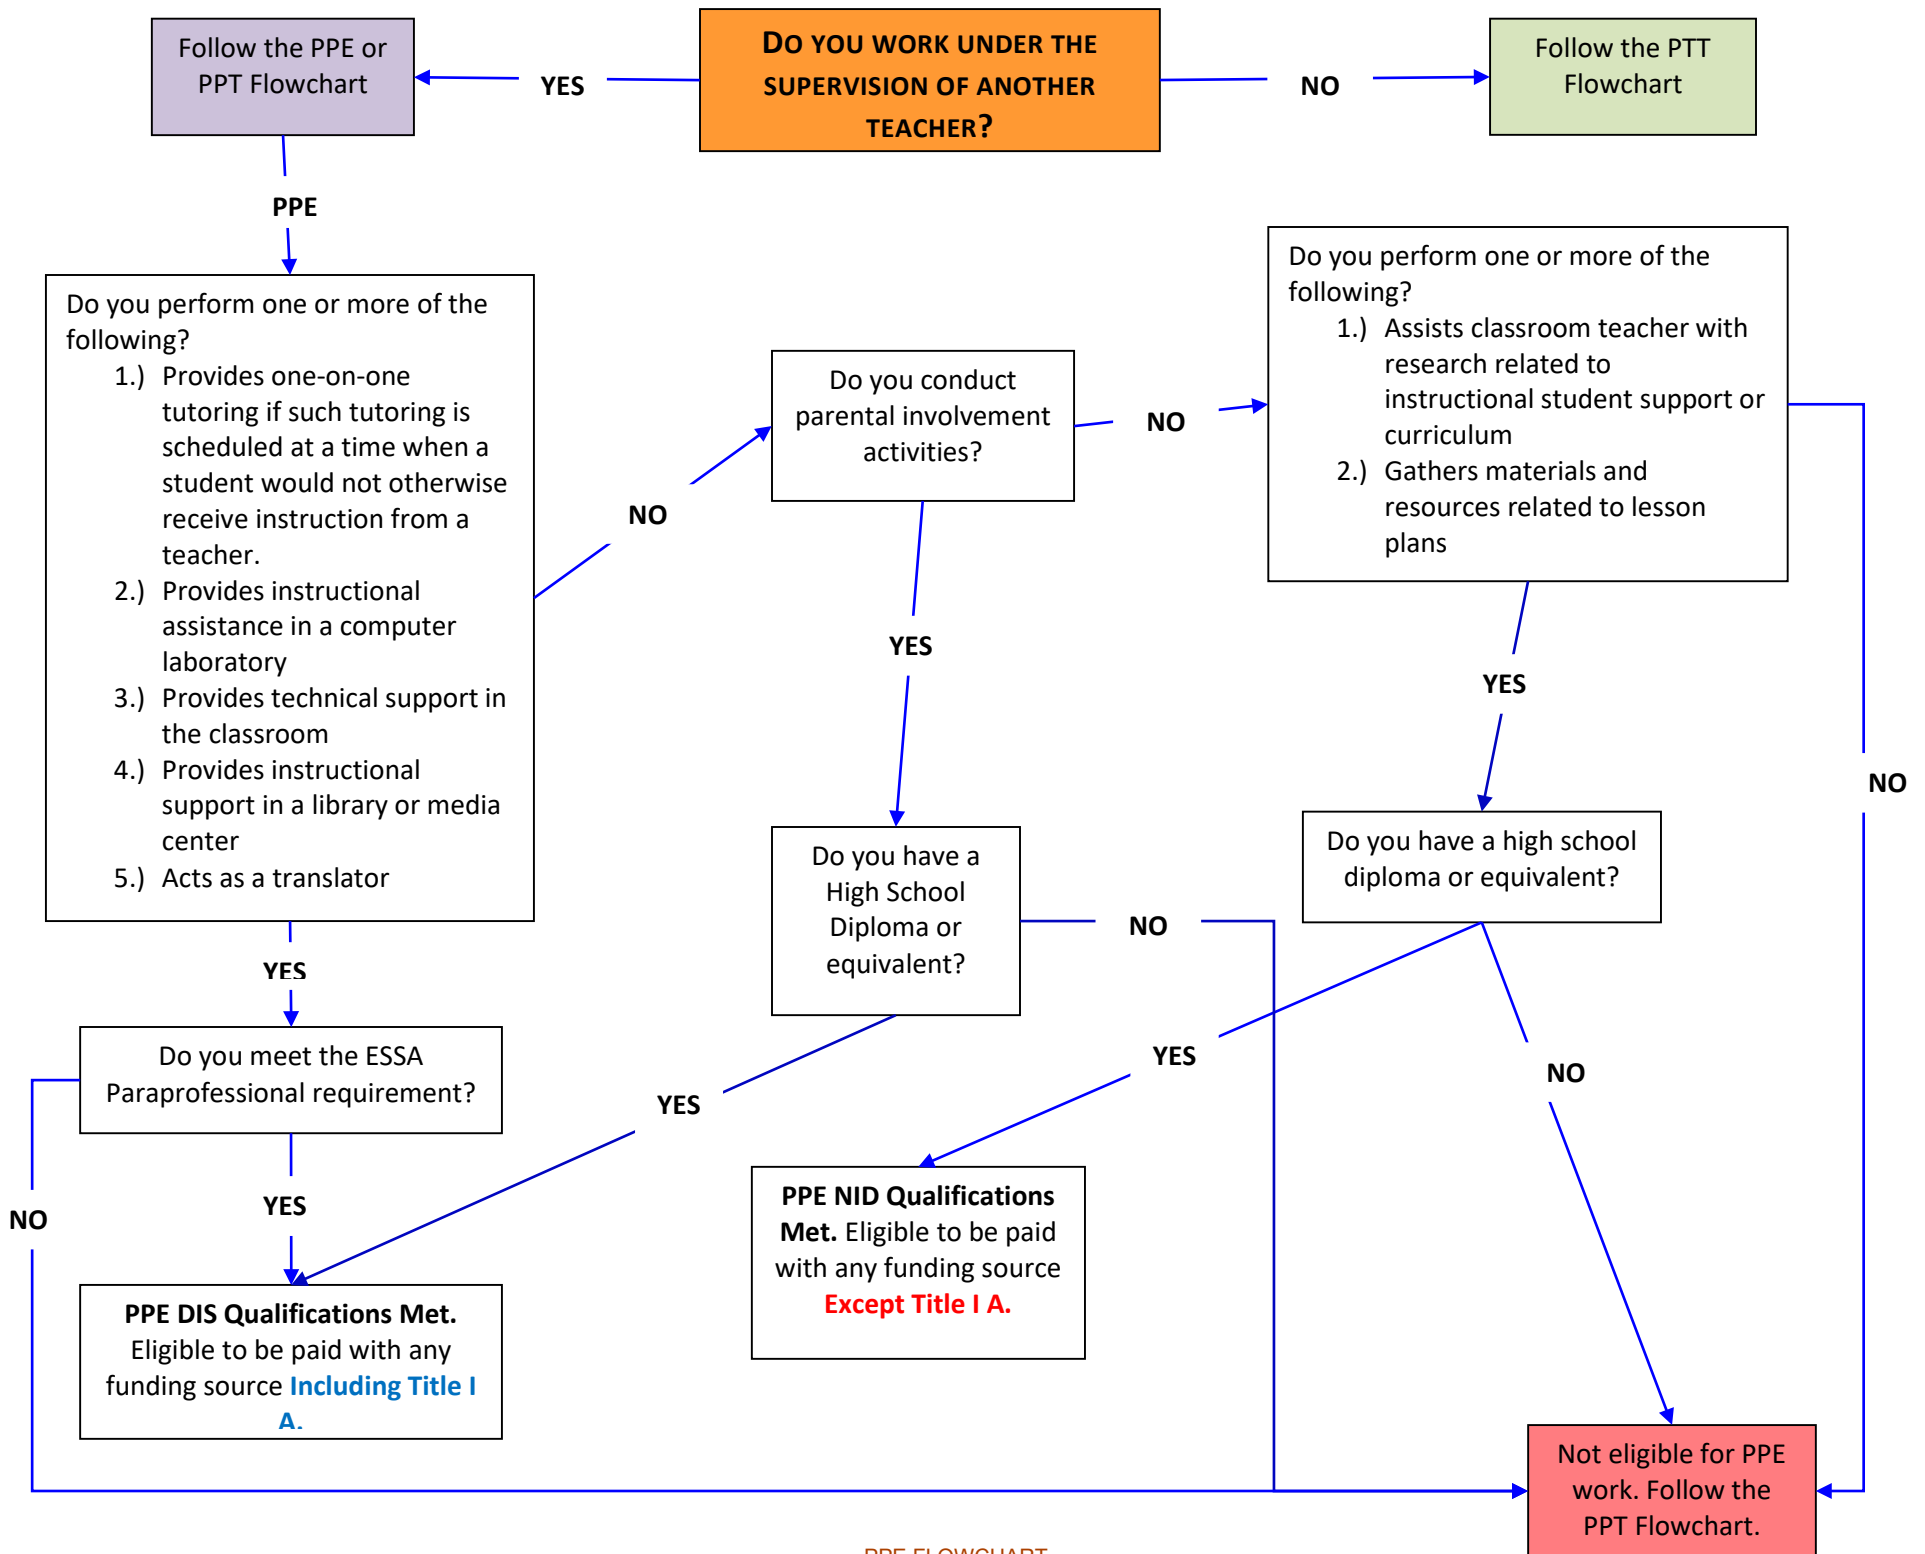 Follow the PPE or
PPT Flowchart
YES
DO YOU WORK UNDER THE
SUPERVISION OF ANOTHER
TEACHER?
NO
Follow the PTT
Flowchart
PPE
Do you perform one or more of the
following?
1.) Provides one-on-one
tutoring if such tutoring is
scheduled at a time when a
student would not otherwise
receive instruction from a
teacher.
2.) Provides instructional
assistance in a computer
laboratory
3.) Provides technical support in
the classroom
4.) Provides instructional
support in a library or media
center
5.) Acts as a translator
NO
Do you conduct
parental involvement
activities?
NO
Do you perform one or more of the
following?
1.) Assists classroom teacher with
research related to
instructional student support or
curriculum
2.) Gathers materials and
resources related to lesson
plans
YES
YES
NO
Do you have a
High School
Diploma or
equivalent?
NO
Do you have a high school
diploma or equivalent?
YES
Do you meet the ESSA
Paraprofessional requirement?
YES
YES
NO
NO
YES
PPE NID Qualifications
Met. Eligible to be paid
with any funding source
Except Title I A.
PPE DIS Qualifications Met.
Eligible to be paid with any
funding source Including Title I
A.
Not eligible for PPE
work. Follow the
PPT Flowchart.
PPE FLOWCHART